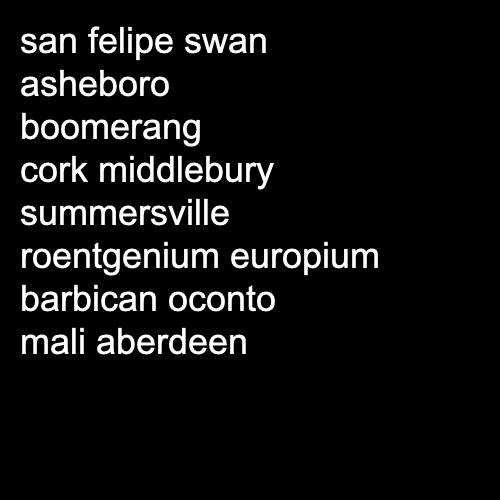 san felipe swan
asheboro
boomerang
cork middlebury
summersville
roentgenium europium
barbican oconto
mali aberdeen